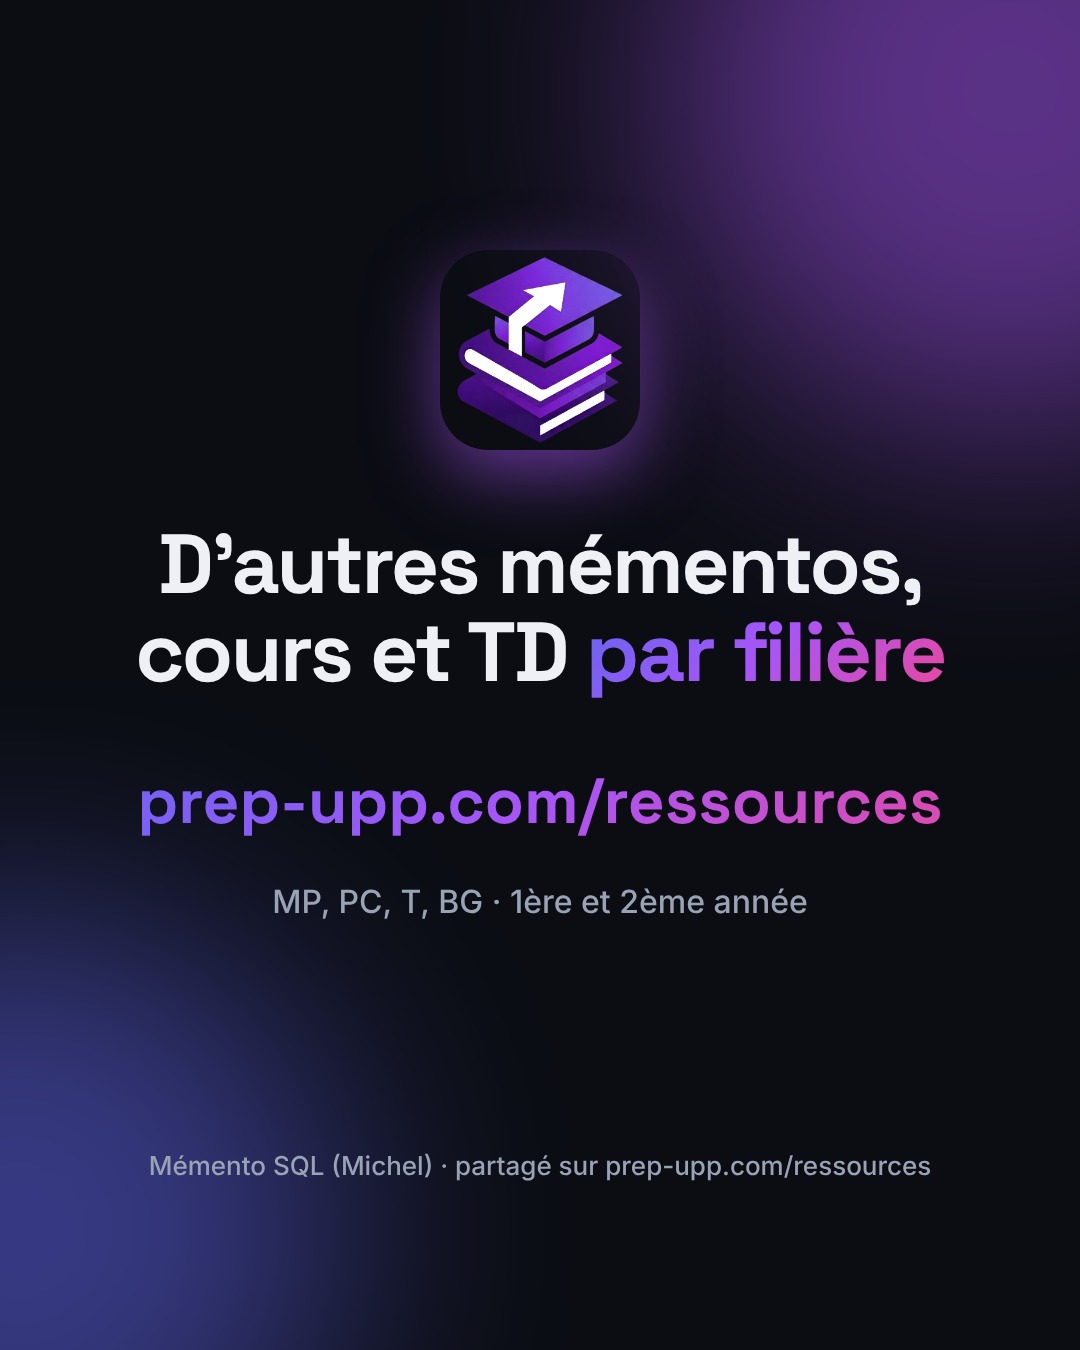 D’autres mémentos,
cours et TD par filière
prep-upp.com/ressources
MP, PC, T, BG · 1ère et 2ème année
Mémento SQL (Michel) · partagé sur prep-upp.com/ressources